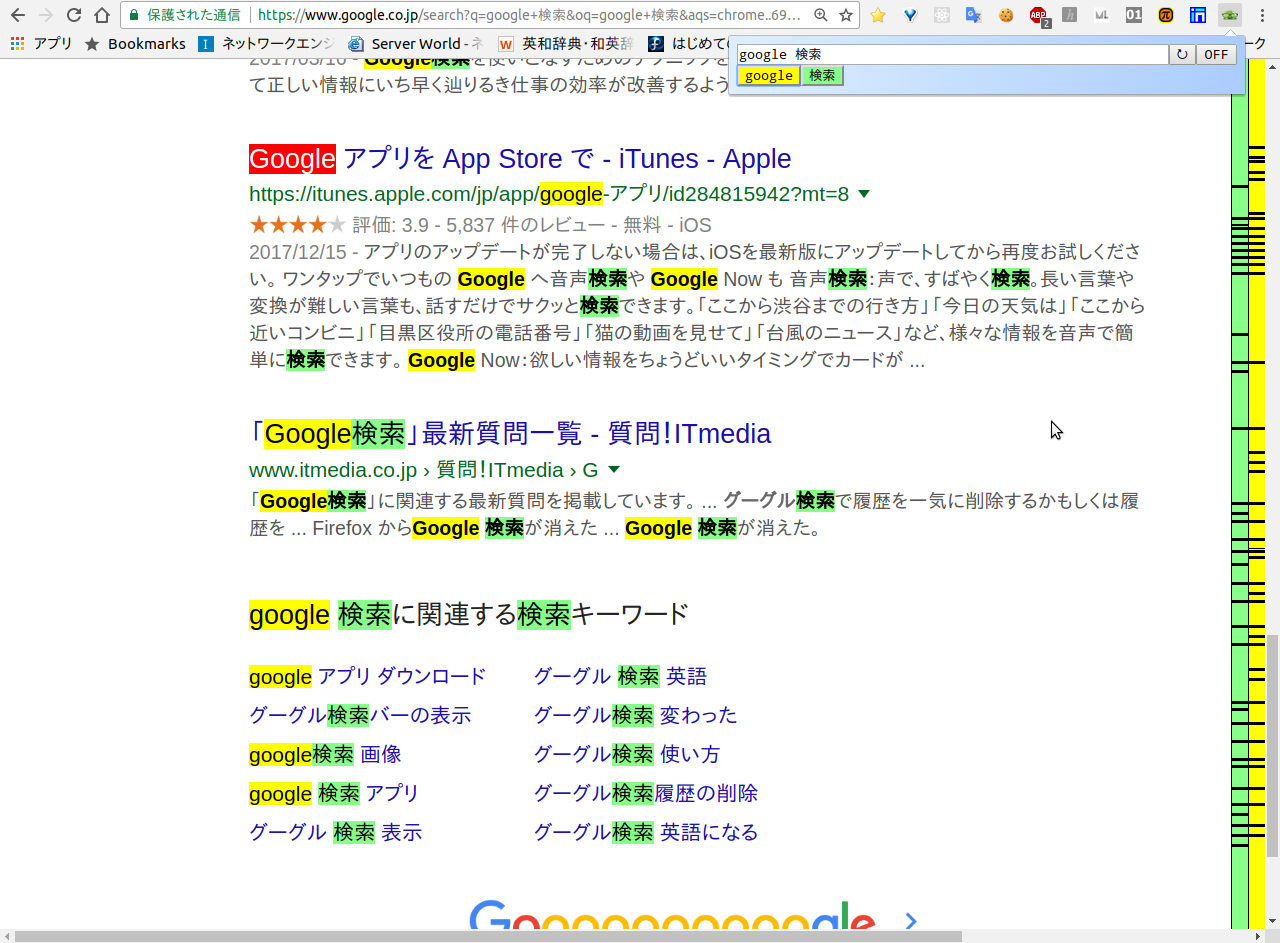 保護された通信
https://www.google.co.jp/search?q=google+検索&oq=google+検索&aqs=chrome..69…
ABP
2
h
ML
01
アプリ
Bookmarks
ネットワークエンジ
Server World - ネ
英和辞典・和英辞
はじめての
ーク
google 検索
↻
OFF
google
検索
2017/03/16 - Google検索を使いこなすためのテクニックを
て正しい情報にいち早く辿りるき仕事の効率が改善するよう
Google アプリを App Store で - iTunes - Apple
https://itunes.apple.com/jp/app/google-アプリ/id284815942?mt=8
★★★★★ 評価: 3.9 - 5,837 件のレビュー - 無料 - iOS
2017/12/15 - アプリのアップデートが完了しない場合は、iOSを最新版にアップデートしてから再度お試しくださ
い。 ワンタップでいつもの Google へ音声検索や Google Now も 音声検索：声で、すばやく検索。長い言葉や
変換が難しい言葉も、話すだけでサクッと検索できます。「ここから渋谷までの行き方」「今日の天気は」「ここから
近いコンビニ」「目黒区役所の電話番号」「猫の動画を見せて」「台風のニュース」など、様々な情報を音声で簡
単に検索できます。 Google Now：欲しい情報をちょうどいいタイミングでカードが ...
「Google検索」最新質問一覧 - 質問！ITmedia
www.itmedia.co.jp › 質問！ITmedia › G
「Google検索」に関連する最新質問を掲載しています。 ... グーグル検索で履歴を一気に削除するかもしくは履
歴を ... Firefox からGoogle 検索が消えた ... Google 検索が消えた。
google 検索に関連する検索キーワード
google アプリ ダウンロード
グーグル 検索 英語
グーグル検索バーの表示
グーグル検索 変わった
google検索 画像
グーグル検索 使い方
google 検索 アプリ
グーグル検索履歴の削除
グーグル 検索 表示
グーグル検索 英語になる
Goooooooooogle